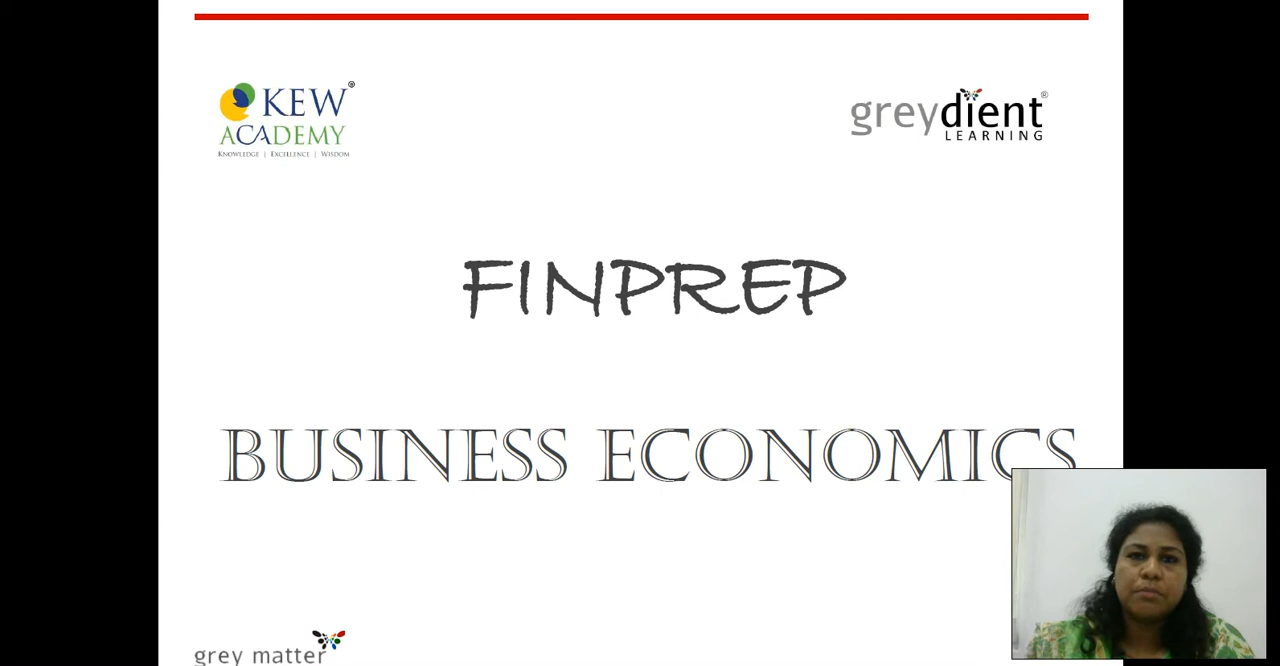 KEW®
ACADEMY
KNOWLEDGE | EXCELLENCE | WISDOM
greydient®
LEARNING
FINPREP
BUSINESS ECONOMICS
grey matter